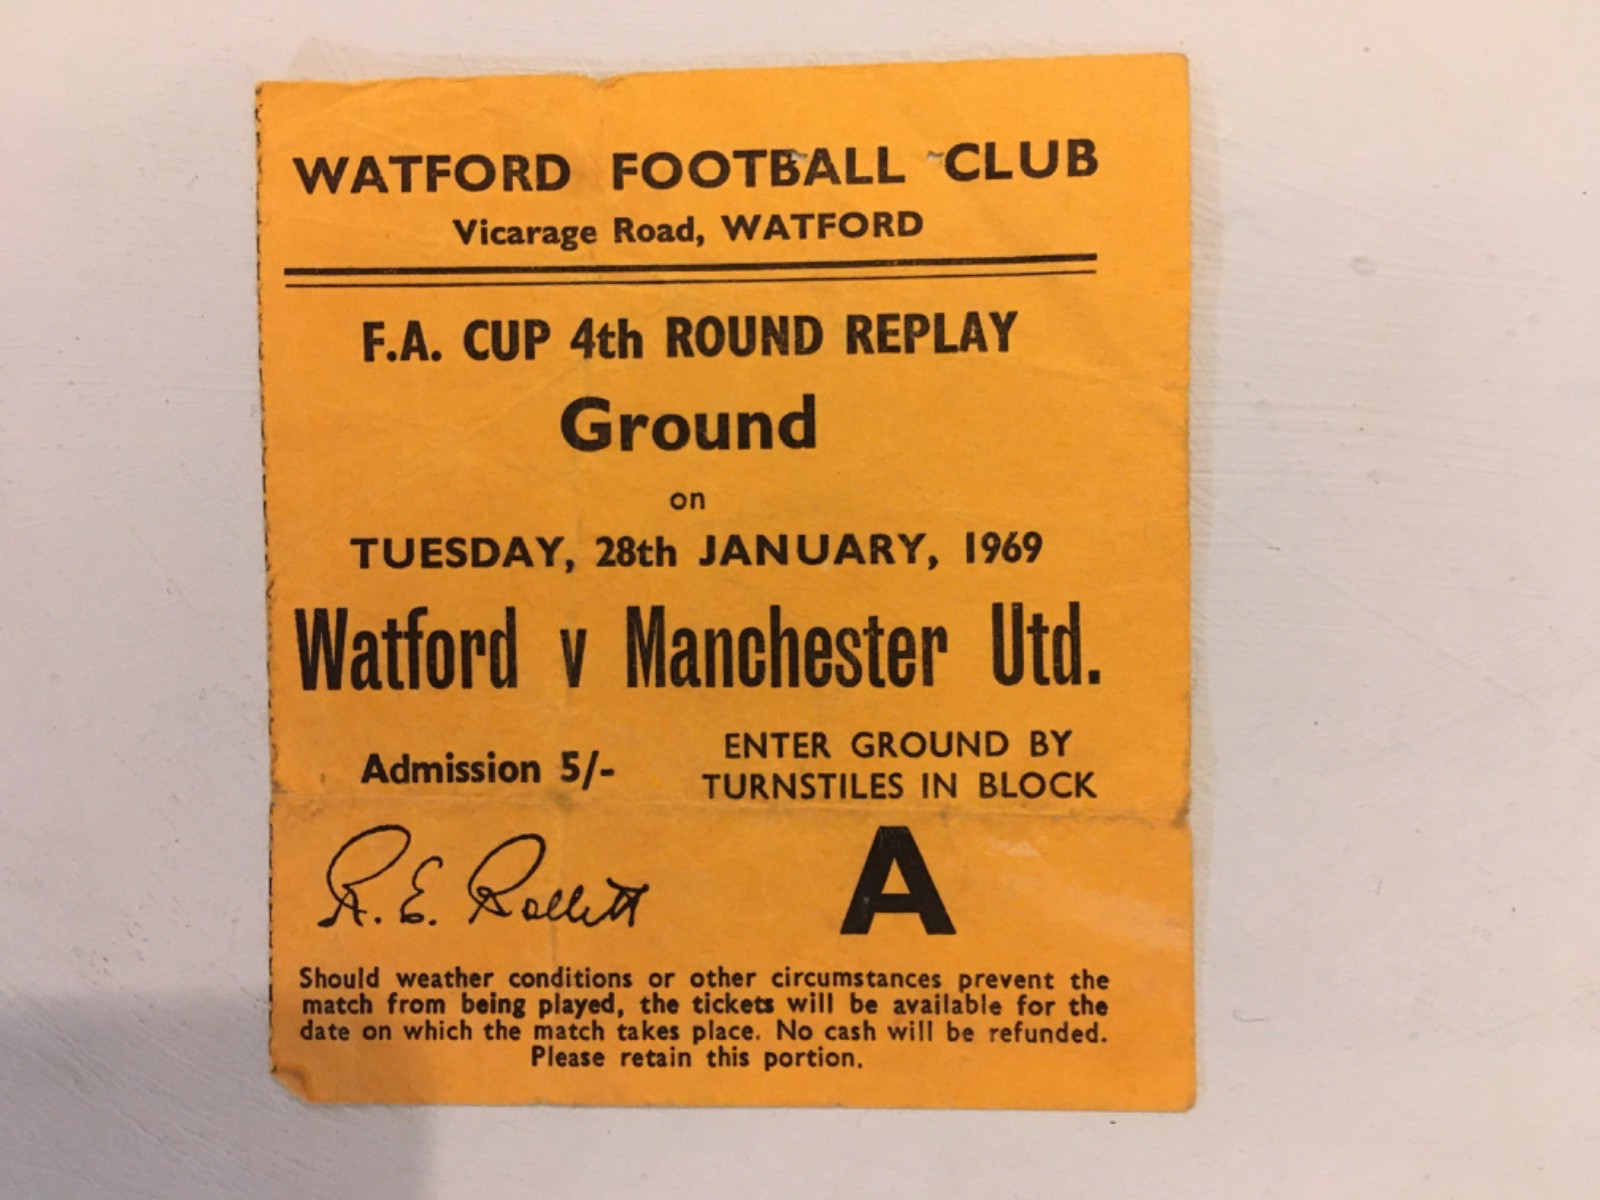 WATFORD FOOTBALL CLUB
Vicarage Road, WATFORD
F.A. CUP 4th ROUND REPLAY
Ground
on
TUESDAY, 28th JANUARY, 1969
Watford v Manchester Utd.
Admission 5/-
ENTER GROUND BY
TURNSTILES IN BLOCK
A
R. E. Rollitt
Should weather conditions or other circumstances prevent the
match from being played, the tickets will be available for the
date on which the match takes place. No cash will be refunded.
Please retain this portion.